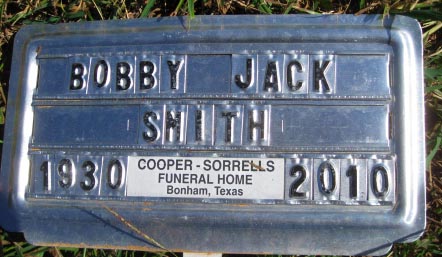 BOBBY JACK
SMITH
1930 COOPER - SORRELLS 2010
FUNERAL HOME
Bonham, Texas